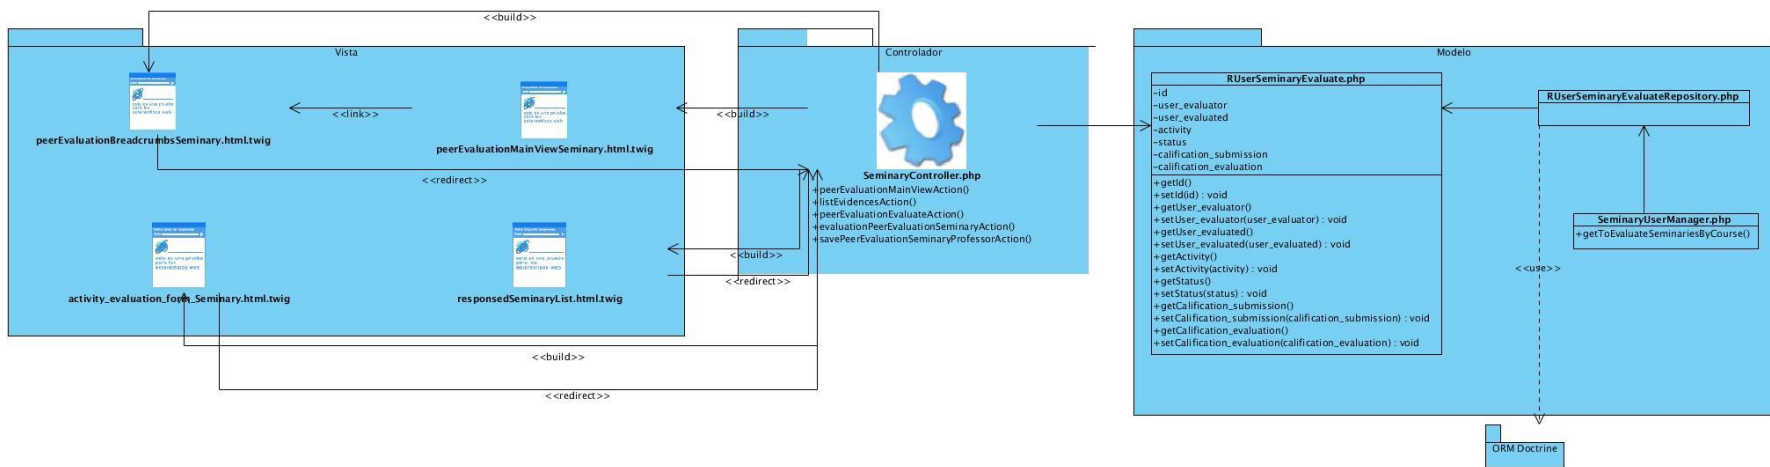 <<build>>
Vista
peerEvaluationBreadcrumbsSeminary.html.twig
<<link>>
peerEvaluationMainViewSeminary.html.twig
<<build>>
<<redirect>>
activity_evaluation_form_Seminary.html.twig
responsedSeminaryList.html.twig
<<build>>
<<redirect>>
<<build>>
<<redirect>>
Controlador
SeminaryController.php
+peerEvaluationMainViewAction()
+listEvidencesAction()
+peerEvaluationEvaluateAction()
+evaluationPeerEvaluationSeminaryAction()
+savePeerEvaluationSeminaryProfessorAction()
Modelo
RUserSeminaryEvaluate.php
-id
-user_evaluator
-user_evaluated
-activity
-status
-calification_submission
-calification_evaluation
+getId()
+setId(id) : void
+getUser_evaluator()
+setUser_evaluator(user_evaluator) : void
+getUser_evaluated()
+setUser_evaluated(user_evaluated) : void
+getActivity()
+setActivity(activity) : void
+getStatus()
+setStatus(status) : void
+getCalification_submission()
+setCalification_submission(calification_submission) : void
+getCalification_evaluation()
+setCalification_evaluation(calification_evaluation) : void
RUserSeminaryEvaluateRepository.php
SeminaryUserManager.php
+getToEvaluateSeminariesByCourse()
<<use>>
ORM Doctrine